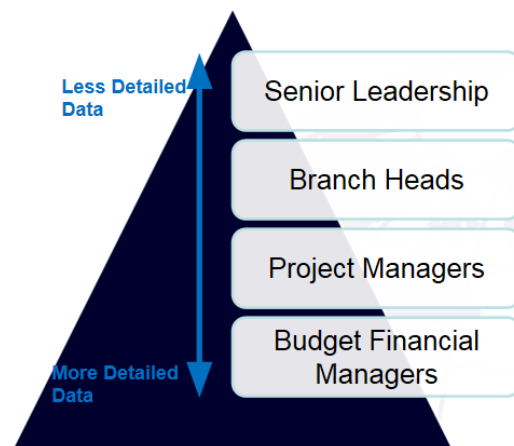 Less Detailed
Data
Senior Leadership
Branch Heads
Project Managers
Budget Financial
Managers
More Detailed
Data